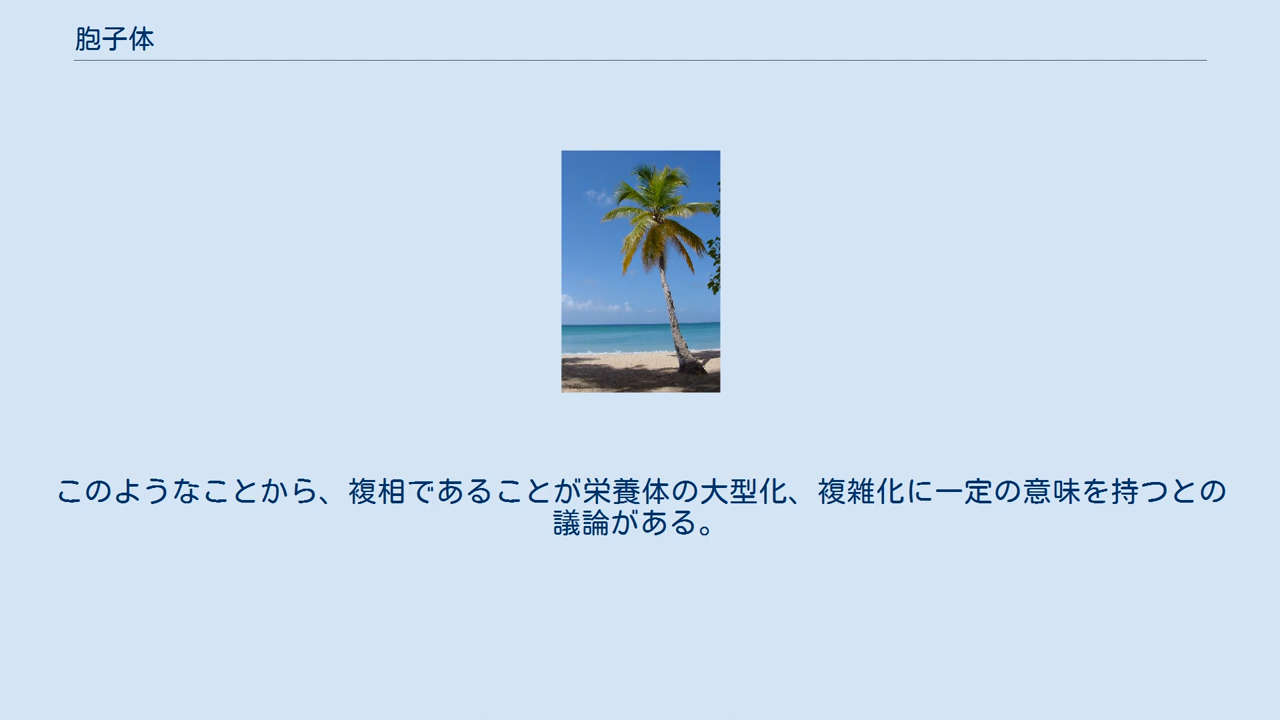 胞子体
このようなことから、複相であることが栄養体の大型化、複雑化に一定の意味を持つとの
議論がある。